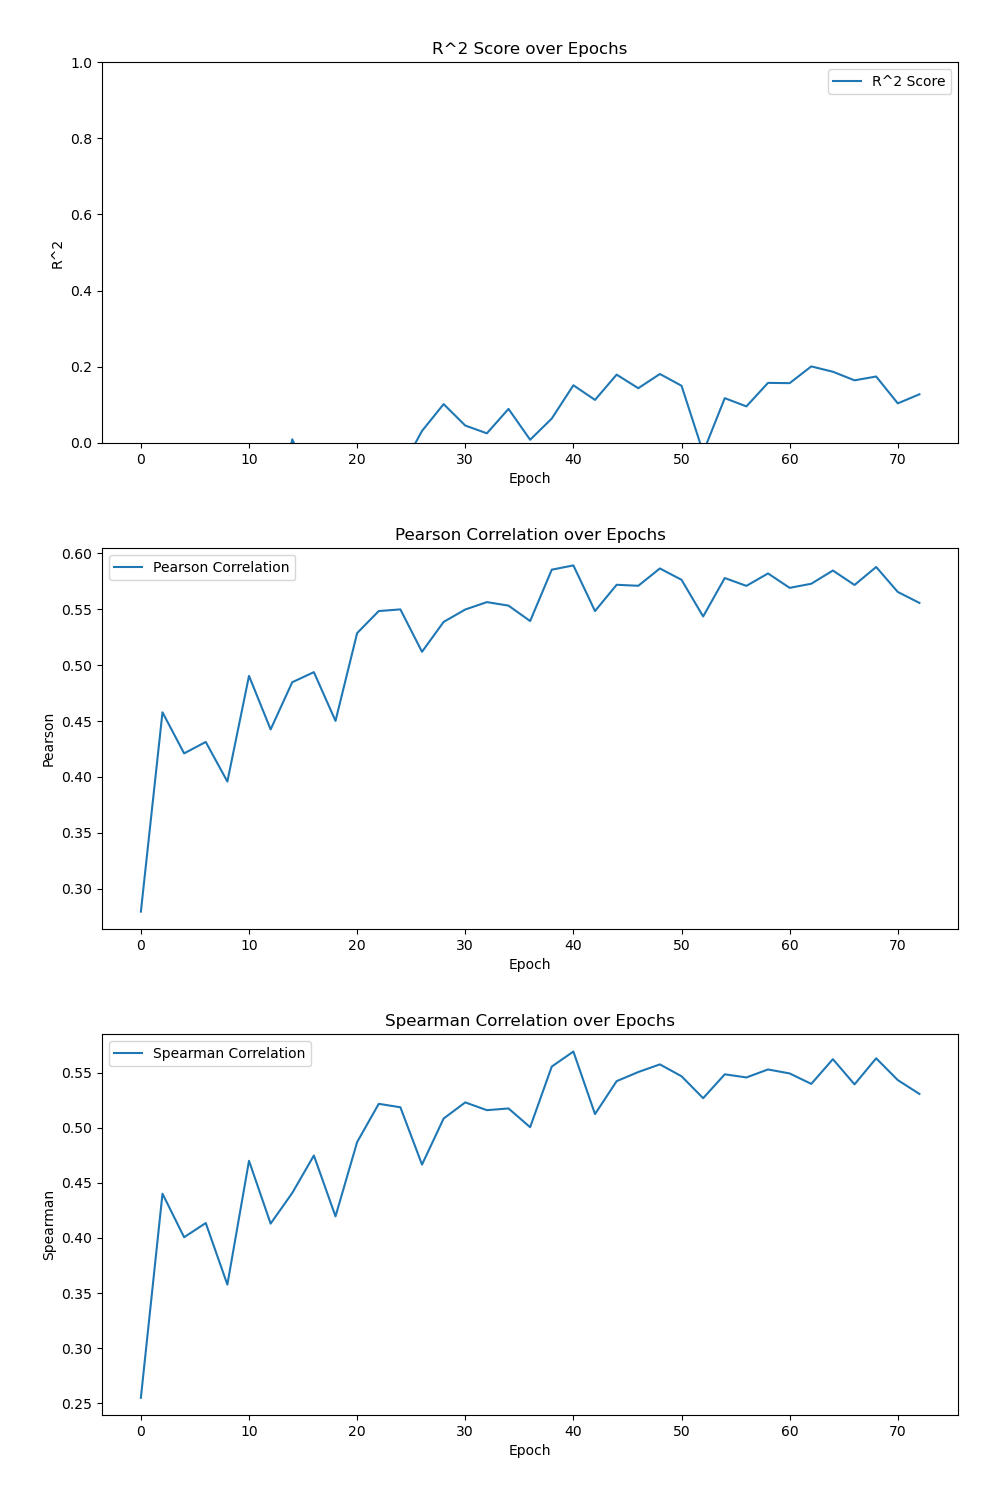 R^2 Score over Epochs
1.0
R^2 Score
0.8
0.6
R^2
0.4
0.2
0.0
0 10 20 30 40 50 60 70
Epoch
Pearson Correlation over Epochs
0.60
Pearson Correlation
0.55
0.50
0.45
Pearson
0.40
0.35
0.30
0 10 20 30 40 50 60 70
Epoch
Spearman Correlation over Epochs
Spearman Correlation
0.55
0.50
0.45
Spearman
0.40
0.35
0.30
0.25
0 10 20 30 40 50 60 70
Epoch